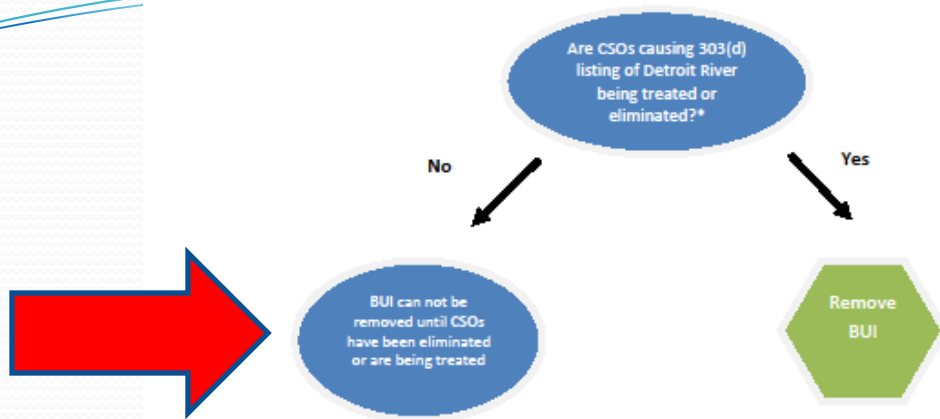 Are CSOs causing 303(d)
listing of Detroit River
being treated or
eliminated?*
No
Yes
BUI can not be
removed until CSOs
have been eliminated
or are being treated
Remove
BUI